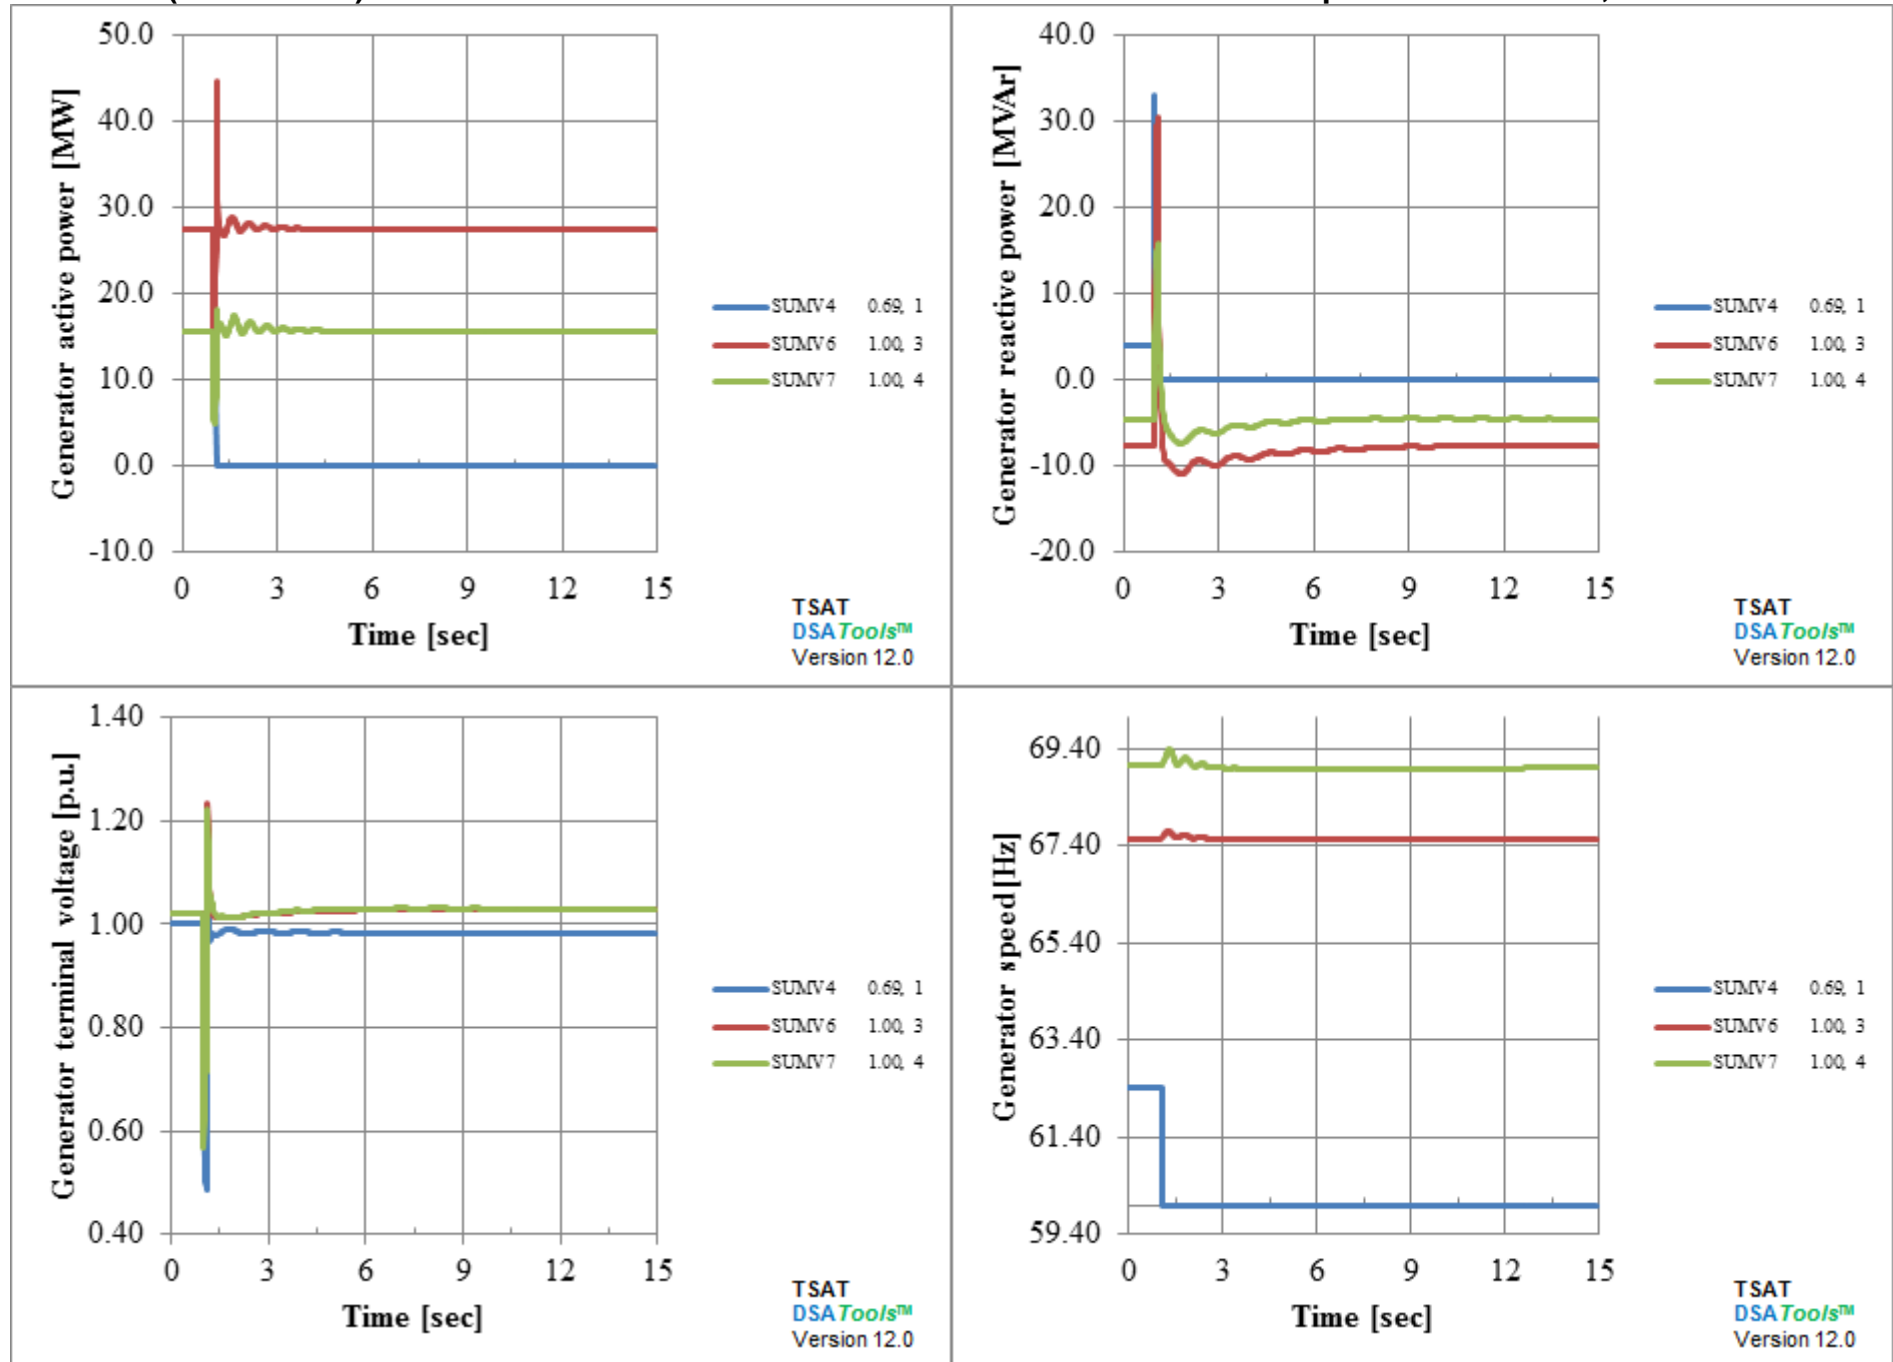 Generator active power [MW]
50.0
40.0
30.0
20.0
10.0
0.0
-10.0
0 3 6 9 12 15
Time [sec]
SUMV4 0.69, 1
SUMV6 1.00, 3
SUMV7 1.00, 4
TSAT
DSATools™
Version 12.0
Generator reactive power [MVAr]
40.0
30.0
20.0
10.0
0.0
-10.0
-20.0
0 3 6 9 12 15
Time [sec]
SUMV4 0.69, 1
SUMV6 1.00, 3
SUMV7 1.00, 4
TSAT
DSATools™
Version 12.0
Generator terminal voltage [p.u.]
1.40
1.20
1.00
0.80
0.60
0.40
0 3 6 9 12 15
Time [sec]
SUMV4 0.69, 1
SUMV6 1.00, 3
SUMV7 1.00, 4
TSAT
DSATools™
Version 12.0
Generator speed[Hz]
69.40
67.40
65.40
63.40
61.40
59.40
0 3 6 9 12 15
Time [sec]
SUMV4 0.69, 1
SUMV6 1.00, 3
SUMV7 1.00, 4
TSAT
DSATools™
Version 12.0